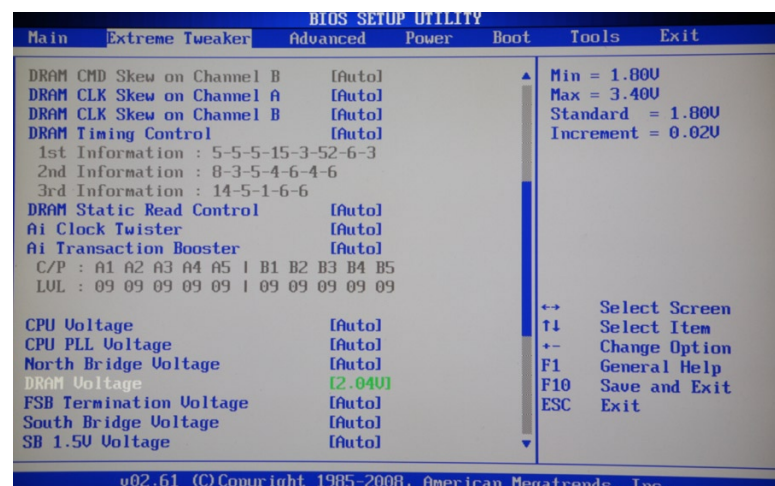 BIOS SETUP UTILITY
Main Extreme Tweaker Advanced Power Boot Tools Exit
DRAM CMD Skew on Channel B [Auto]
DRAM CLK Skew on Channel A [Auto]
DRAM CLK Skew on Channel B [Auto]
DRAM Timing Control [Auto]
1st Information : 5-5-5-15-3-52-6-3
2nd Information : 8-3-5-4-6-4-6
3rd Information : 14-5-1-6-6
DRAM Static Read Control [Auto]
Ai Clock Twister [Auto]
Ai Transaction Booster [Auto]
C/P : A1 A2 A3 A4 A5 | B1 B2 B3 B4 B5
LVL : 09 09 09 09 09 | 09 09 09 09 09
CPU Voltage [Auto]
CPU PLL Voltage [Auto]
North Bridge Voltage [Auto]
DRAM Voltage [2.04V]
FSB Termination Voltage [Auto]
South Bridge Voltage [Auto]
SB 1.5V Voltage [Auto]
Min = 1.80V
Max = 3.40V
Standard = 1.80V
Increment = 0.02V
↔ Select Screen
↑↓ Select Item
+- Change Option
F1 General Help
F10 Save and Exit
ESC Exit
v02.61 (C)Copyright 1985-2008, American Megatrends, Inc.